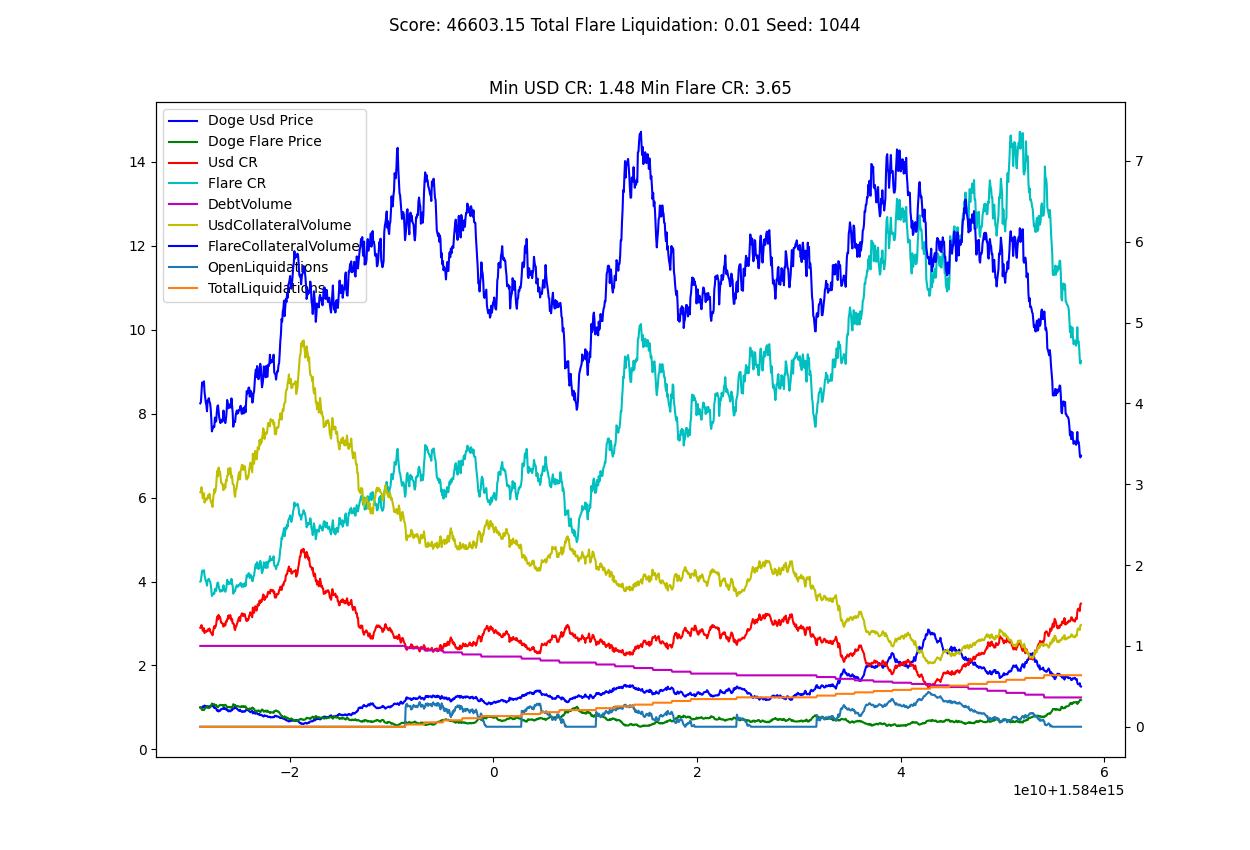 Score: 46603.15 Total Flare Liquidation: 0.01 Seed: 1044
Min USD CR: 1.48 Min Flare CR: 3.65
Doge Usd Price
Doge Flare Price
Usd CR
Flare CR
DebtVolume
UsdCollateralVolume
FlareCollateralVolume
OpenLiquidations
TotalLiquidations
14
12
10
8
6
4
2
0
7
6
5
4
3
2
1
0
−2 0 2 4 6
1e10+1.584e15